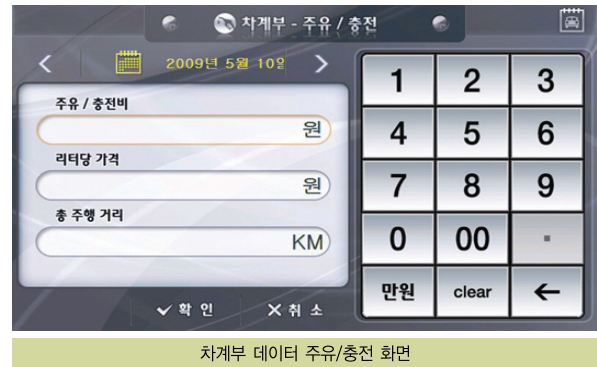 차계부 - 주유 / 충전
2009년 5월 10일
주유 / 충전비
원
리터당 가격
원
총 주행 거리
KM
확 인
취 소
1 2 3
4 5 6
7 8 9
0 00 .
만원 clear ←
차계부 데이터 주유/충전 화면